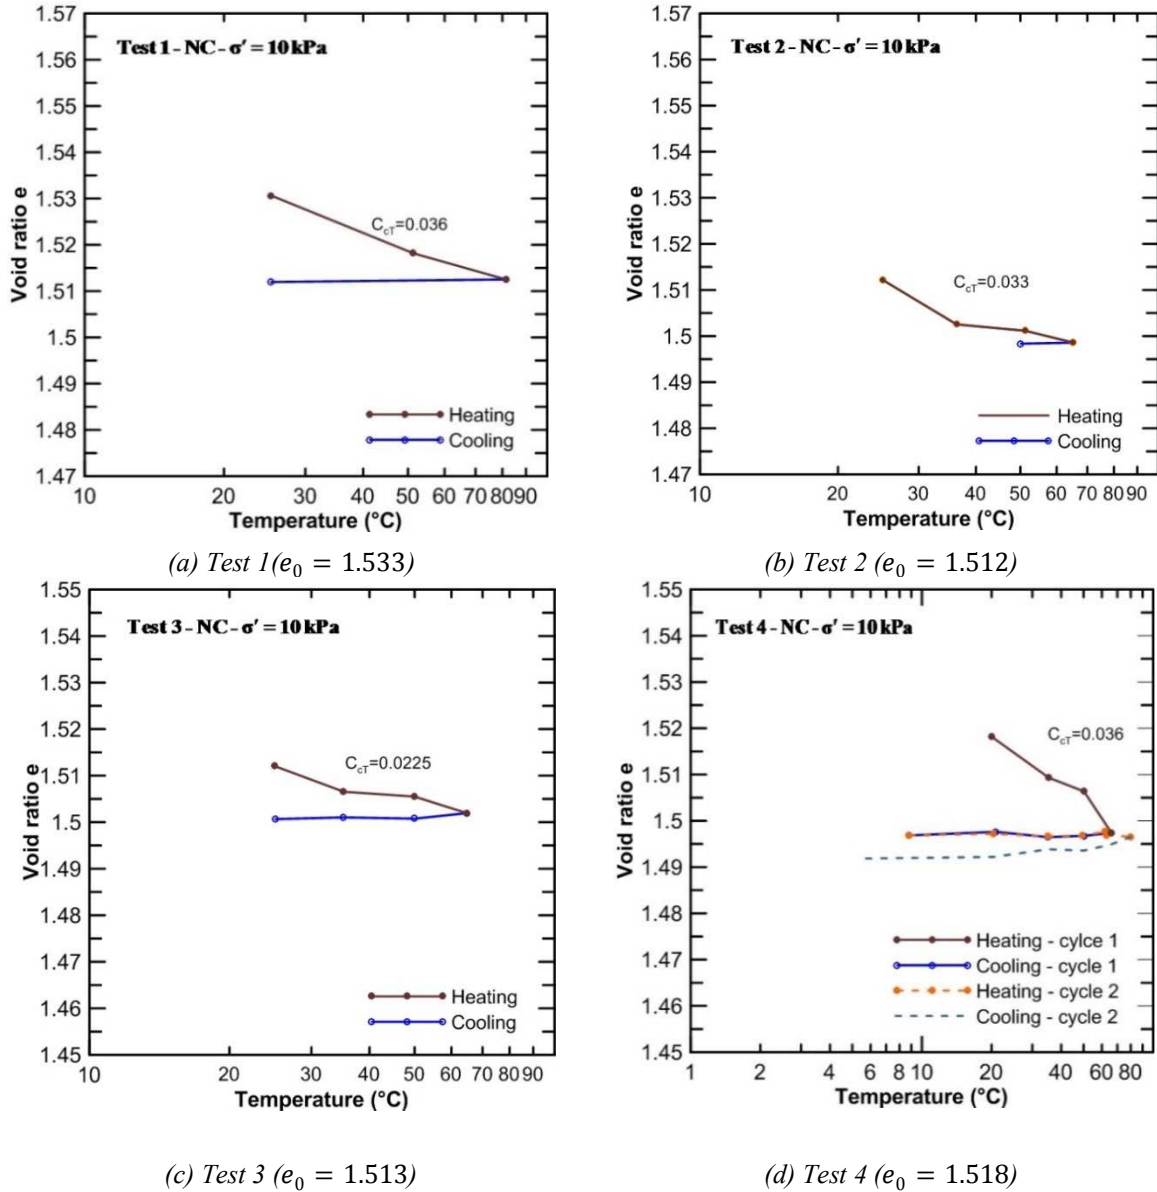 1.57
1.56
1.55
1.54
1.53
1.52
1.51
1.5
1.49
1.48
1.47
Void ratio e
Test 1 - NC - σ′ = 10 kPa
CcT=0.036
Heating
Cooling
10 20 30 40 50 60 70 80 90
Temperature (°C)
(a) Test 1(e0 = 1.533)
1.57
1.56
1.55
1.54
1.53
1.52
1.51
1.5
1.49
1.48
1.47
Void ratio e
Test 2 - NC - σ′ = 10 kPa
CcT=0.033
Heating
Cooling
10 20 30 40 50 60 70 80 90
Temperature (°C)
(b) Test 2 (e0 = 1.512)
1.55
1.54
1.53
1.52
1.51
1.5
1.49
1.48
1.47
1.46
1.45
Void ratio e
Test 3 - NC - σ′ = 10 kPa
CcT=0.0225
Heating
Cooling
10 20 30 40 50 60 70 80 90
Temperature (°C)
(c) Test 3 (e0 = 1.513)
1.55
1.54
1.53
1.52
1.51
1.5
1.49
1.48
1.47
1.46
1.45
Void ratio e
Test 4 - NC - σ′ = 10 kPa
CcT=0.036
Heating - cylce 1
Cooling - cycle 1
Heating - cycle 2
Cooling - cycle 2
1 2 4 6 8 10 20 40 60 80
Temperature (°C)
(d) Test 4 (e0 = 1.518)